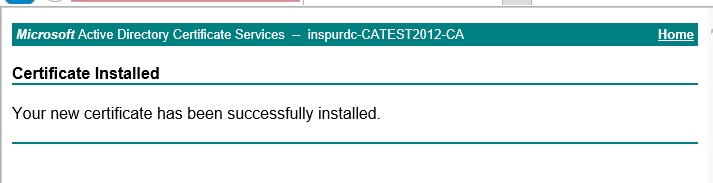 Microsoft Active Directory Certificate Services -- inspurdc-CATEST2012-CA Home
Certificate Installed
Your new certificate has been successfully installed.